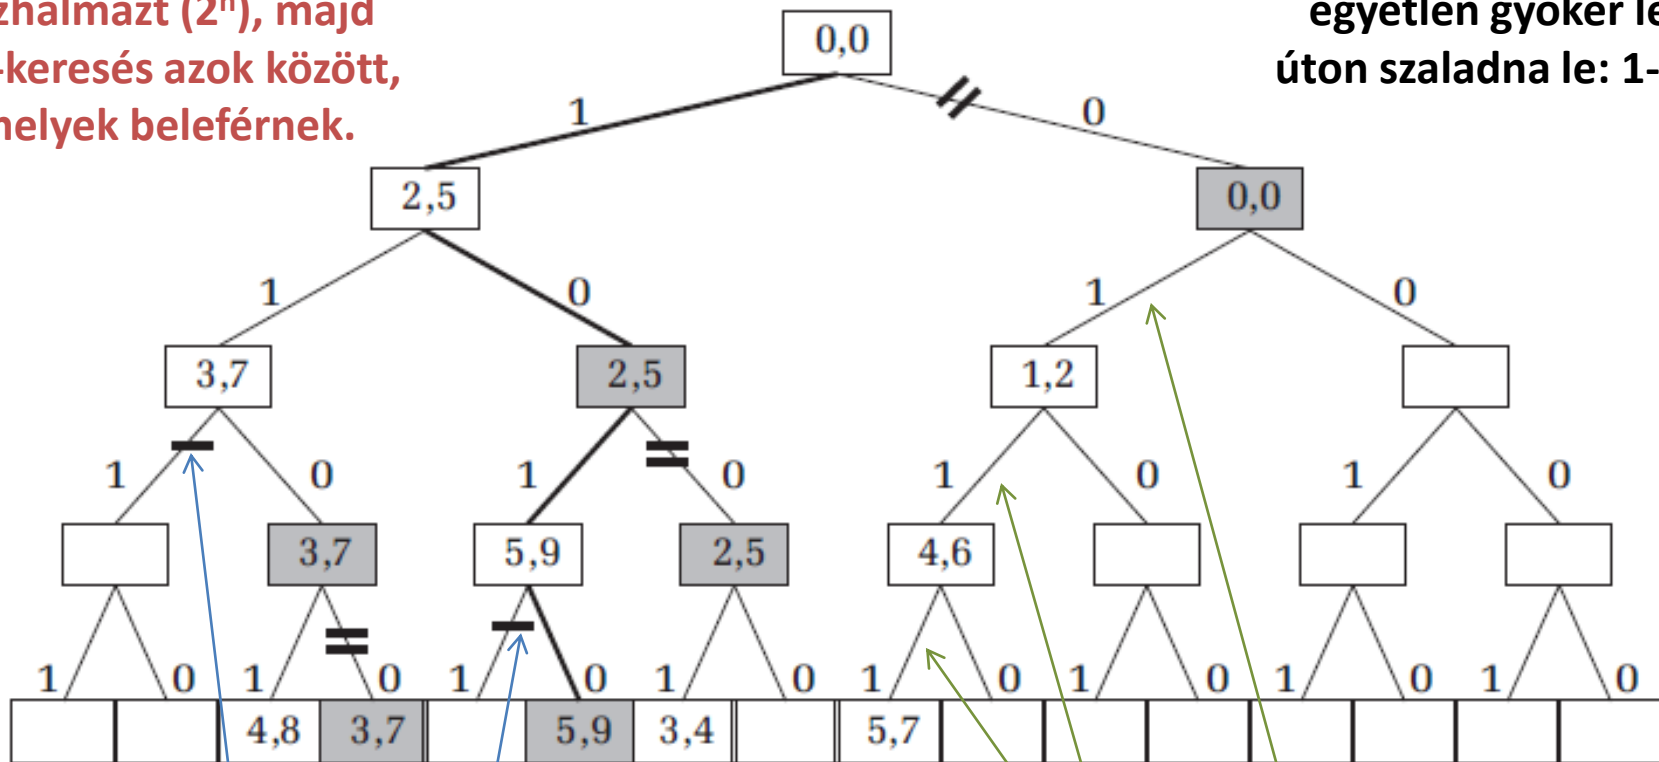 zhalmazt (2ⁿ), majd
-keresés azok között,
helyek beleférnek.
egyetlen gyökér le
úton szaladna le: 1-
0,0
1 0
2,5 0,0
1 0 1 0
3,7 2,5 1,2
1 0 1 0 1 0 1 0
3,7 5,9 2,5 4,6
1 0 1 0 1 0 1 0 1 0 1 0 1 0 1 0
4,8 3,7 5,9 3,4 5,7